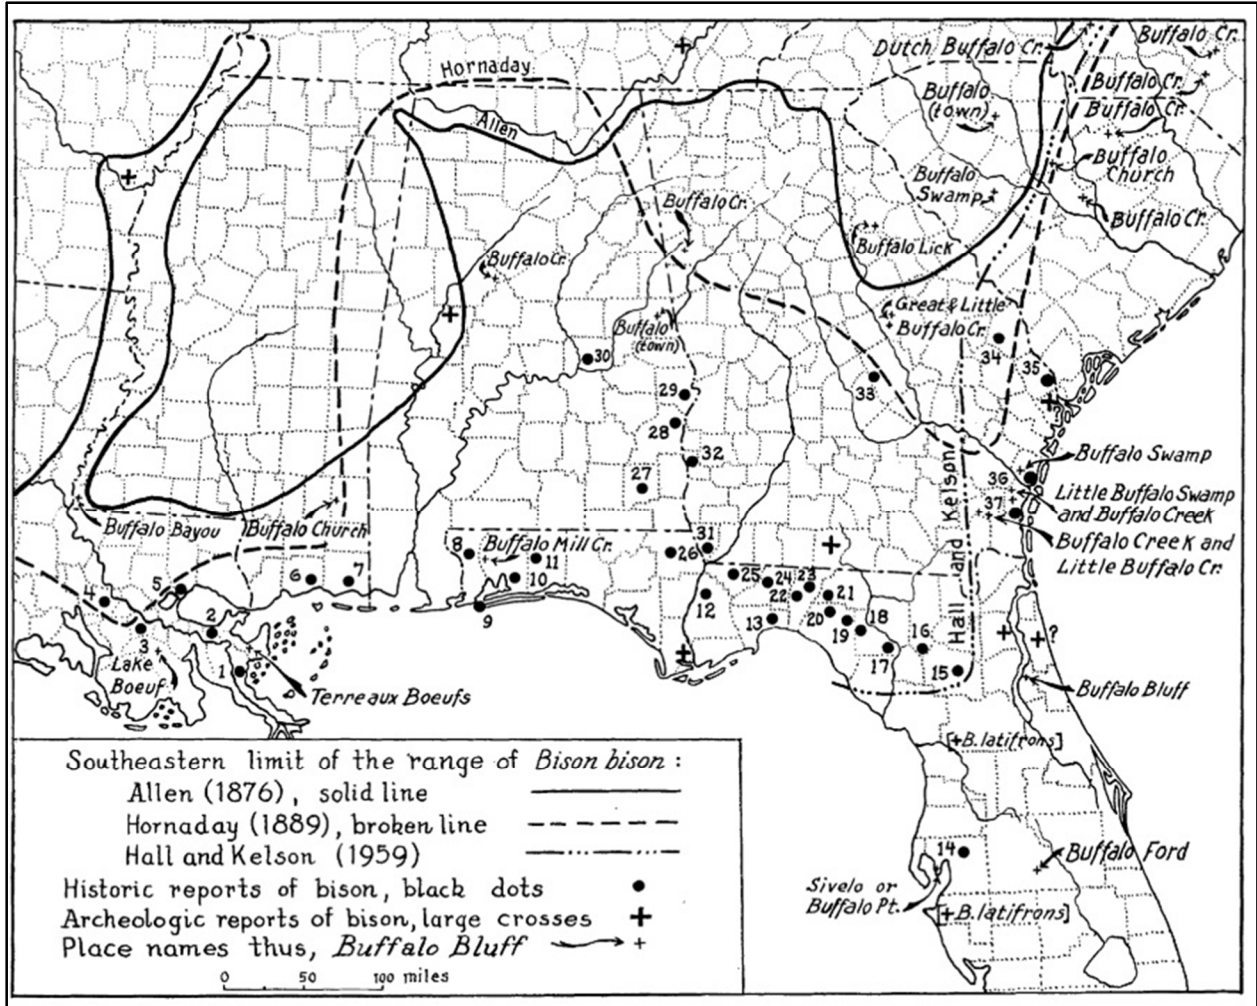 Buffalo Cr.
Dutch Buffalo Cr.
Hornaday
Buffalo Cr.
Buffalo
(town)
Buffalo Cr.
Allen
Buffalo
Church
Buffalo
Swamp
Buffalo Cr.
Buffalo Cr.
Buffalo Lick
Buffalo Cr.
Great & Little
Buffalo Cr.
Buffalo
(town)
30
34
35
29
33
28
32
27
Buffalo Swamp
36
Little Buffalo Swamp
and Buffalo Creek
37
Buffalo Creek and
Little Buffalo Cr.
Hall and Kelson
Buffalo Bayou
Buffalo Church
8
Buffalo Mill Cr.
11
10
9
31
26
25
24
23
22
21
20
19
18
17
16
15
12
13
5
6
7
4
2
3
1
Lake
Boeuf
Terre aux Boeufs
?
Buffalo Bluff
[+B. latifrons]
14
Buffalo Ford
Sivelo or
Buffalo Pt.
[+B. latifrons]
Southeastern limit of the range of Bison bison :
Allen (1876), solid line
Hornaday (1889), broken line
Hall and Kelson (1959)
Historic reports of bison, black dots
Archeologic reports of bison, large crosses
Place names thus, Buffalo Bluff
0 50 100 miles